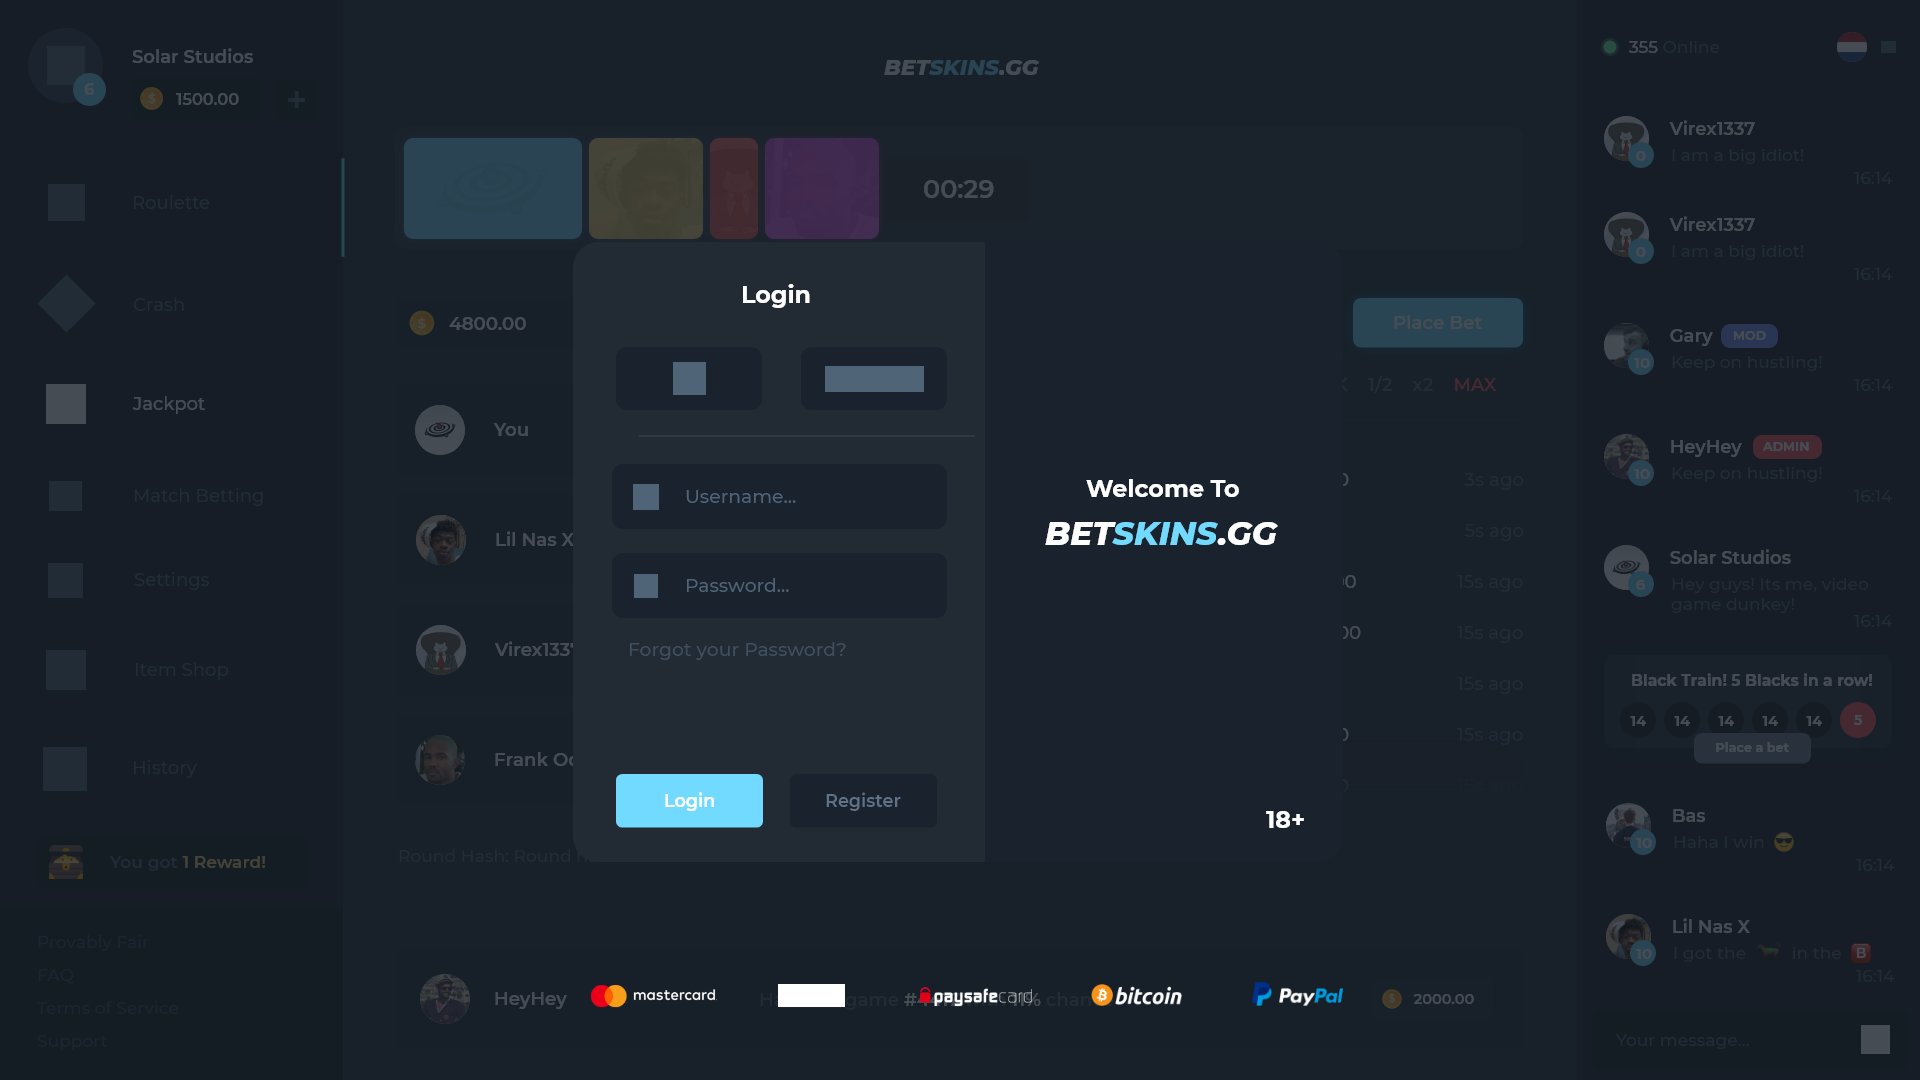 Solar Studios
6
1500.00
Roulette
Crash
Jackpot
Match Betting
Settings
Item Shop
History
You got 1 Reward!
Provably Fair
FAQ
Terms of Service
Support
BETSKINS.GG
00:29
4800.00
Place Bet
1/2 x2 MAX
You
Lil Nas X
Virex1337
Frank
3s ago
5s ago
15s ago
15s ago
15s ago
15s ago
Round Hash: Round
Login
Username...
Password...
Forgot your Password?
Login
Register
Welcome To
BETSKINS.GG
18+
HeyHey
game
11%
2000.00
mastercard
paysafecard
bitcoin
PayPal
355 Online
Virex1337
0
I am a big idiot!
16:14
Virex1337
0
I am a big idiot!
16:14
Gary MOD
10
Keep on hustling!
16:14
HeyHey ADMIN
10
Keep on hustling!
16:14
Solar Studios
6
Hey guys! Its me, video
game dunkey!
16:14
Black Train! 5 Blacks in a row!
14 14 14 14 14 5
Place a bet
Bas
10
Haha I win
16:14
Lil Nas X
10
I got the in the B
16:14
Your message...